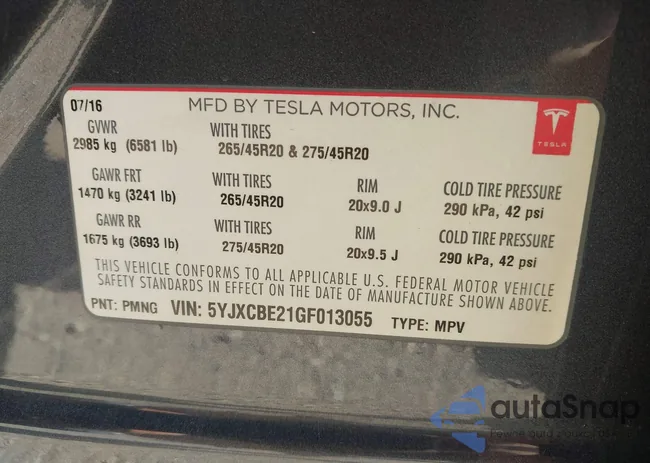 07/16 MFD BY TESLA MOTORS, INC.
GVWR WITH TIRES
2985 kg (6581 lb) 265/45R20 & 275/45R20
TESLA
GAWR FRT WITH TIRES RIM COLD TIRE PRESSURE
1470 kg (3241 lb) 265/45R20 20x9.0 J 290 kPa, 42 psi
GAWR RR WITH TIRES RIM COLD TIRE PRESSURE
1675 kg (3693 lb) 275/45R20 20x9.5 J 290 kPa, 42 psi
THIS VEHICLE CONFORMS TO ALL APPLICABLE U.S. FEDERAL MOTOR VEHICLE
SAFETY STANDARDS IN EFFECT ON THE DATE OF MANUFACTURE SHOWN ABOVE.
PNT: PMNG VIN: 5YJXCBE21GF013055 TYPE: MPV
autaSnap